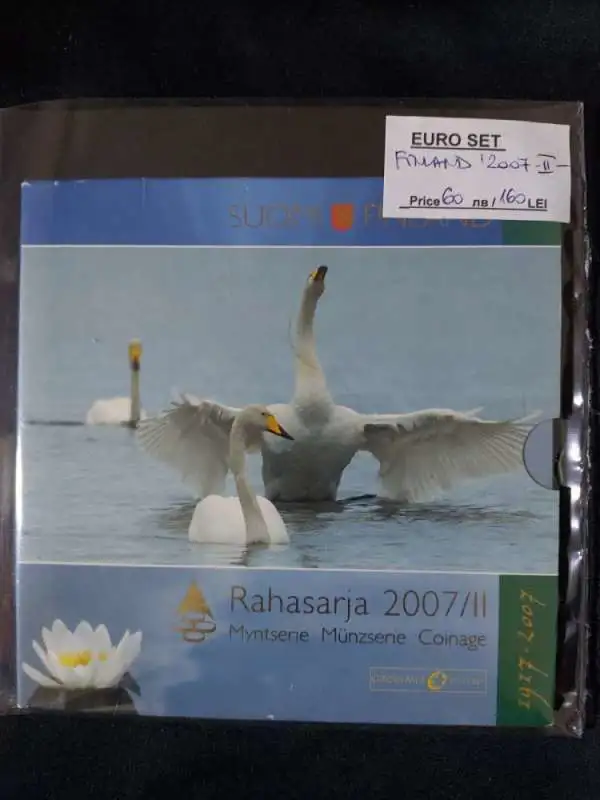 EURO SET
FINLAND '2007 -II-
Price 60 лв / 160 LEI
SUOMI FINLAND
Rahasarja 2007/II
Myntserie Münzserie Coinage
1917-2007